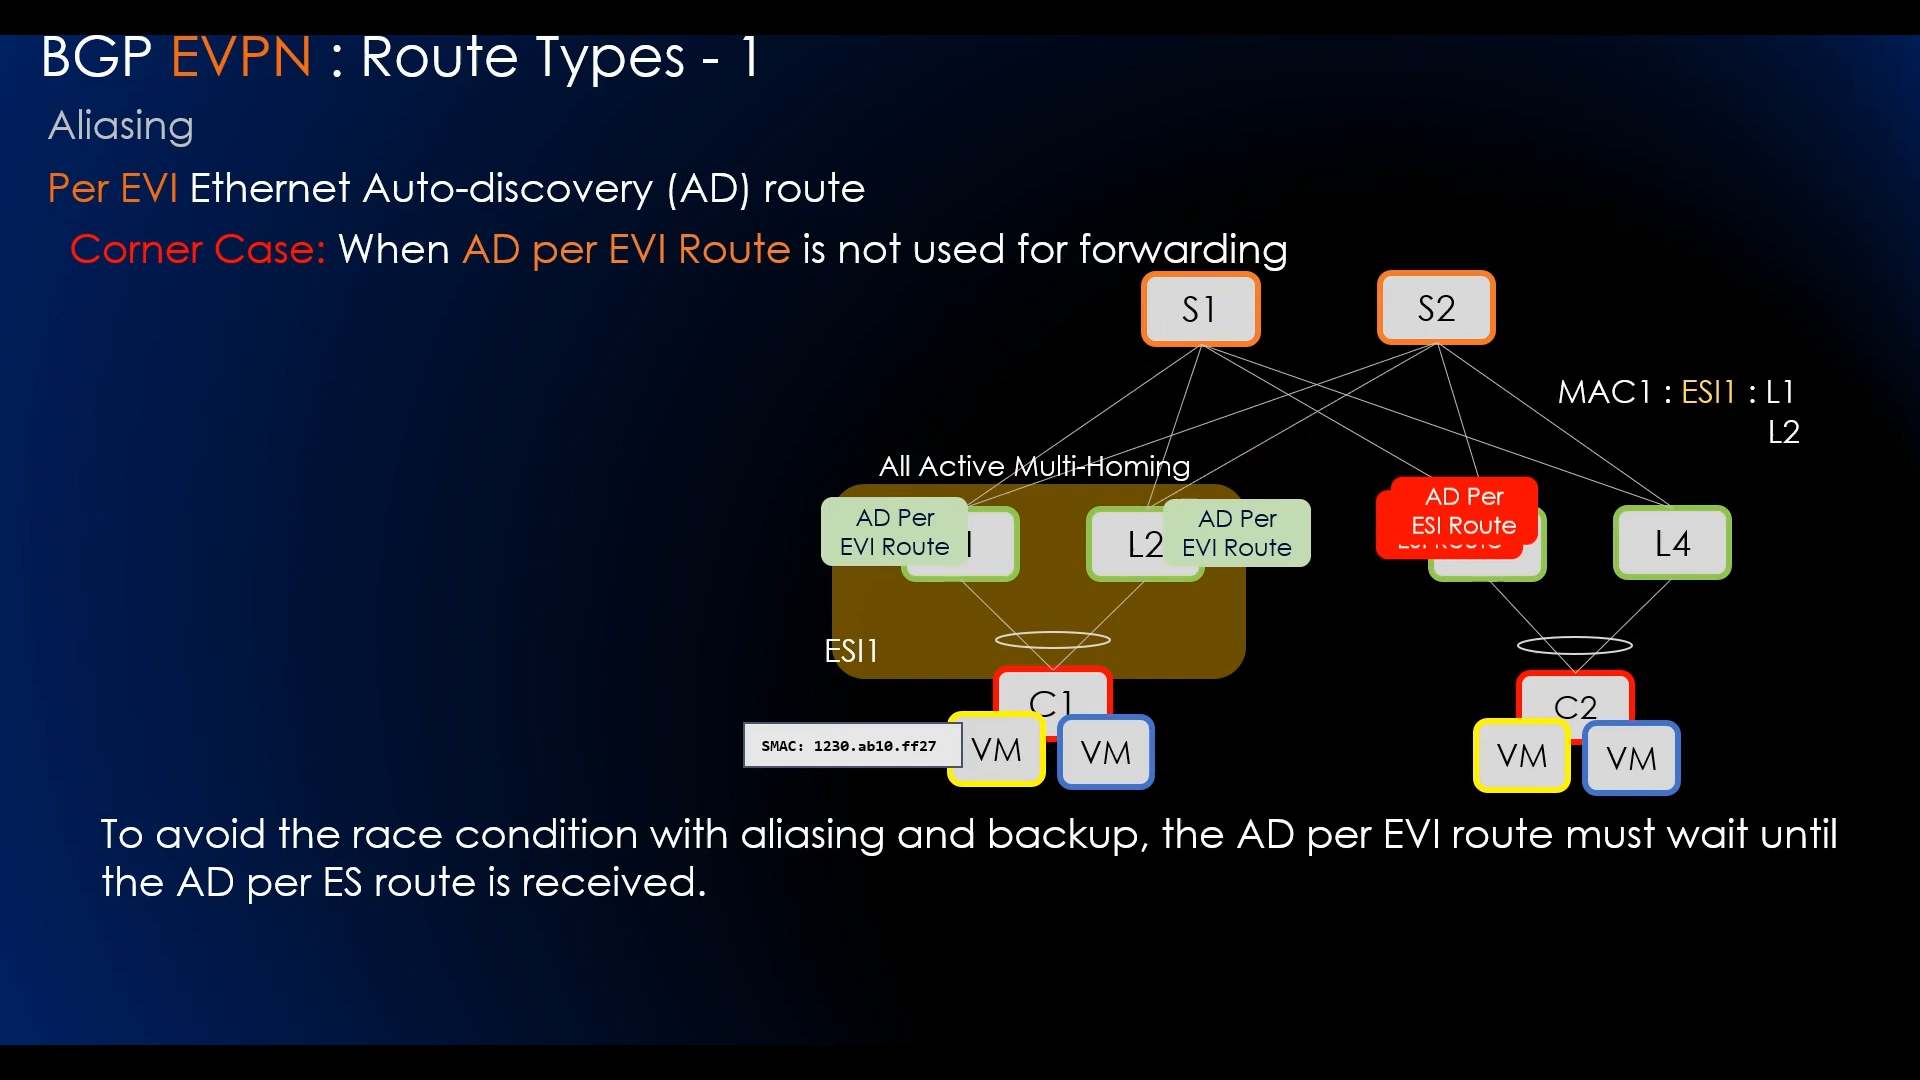 BGP EVPN : Route Types - 1
Aliasing
Per EVI Ethernet Auto-discovery (AD) route
Corner Case: When AD per EVI Route is not used for forwarding
S1
S2
MAC1 : ESI1 : L1
L2
All Active Multi-Homing
AD Per
EVI Route
L2
AD Per
EVI Route
AD Per
ESI Route
L4
ESI1
C1
C2
SMAC: 1230.ab10.ff27
VM
VM
VM
VM
To avoid the race condition with aliasing and backup, the AD per EVI route must wait until
the AD per ES route is received.